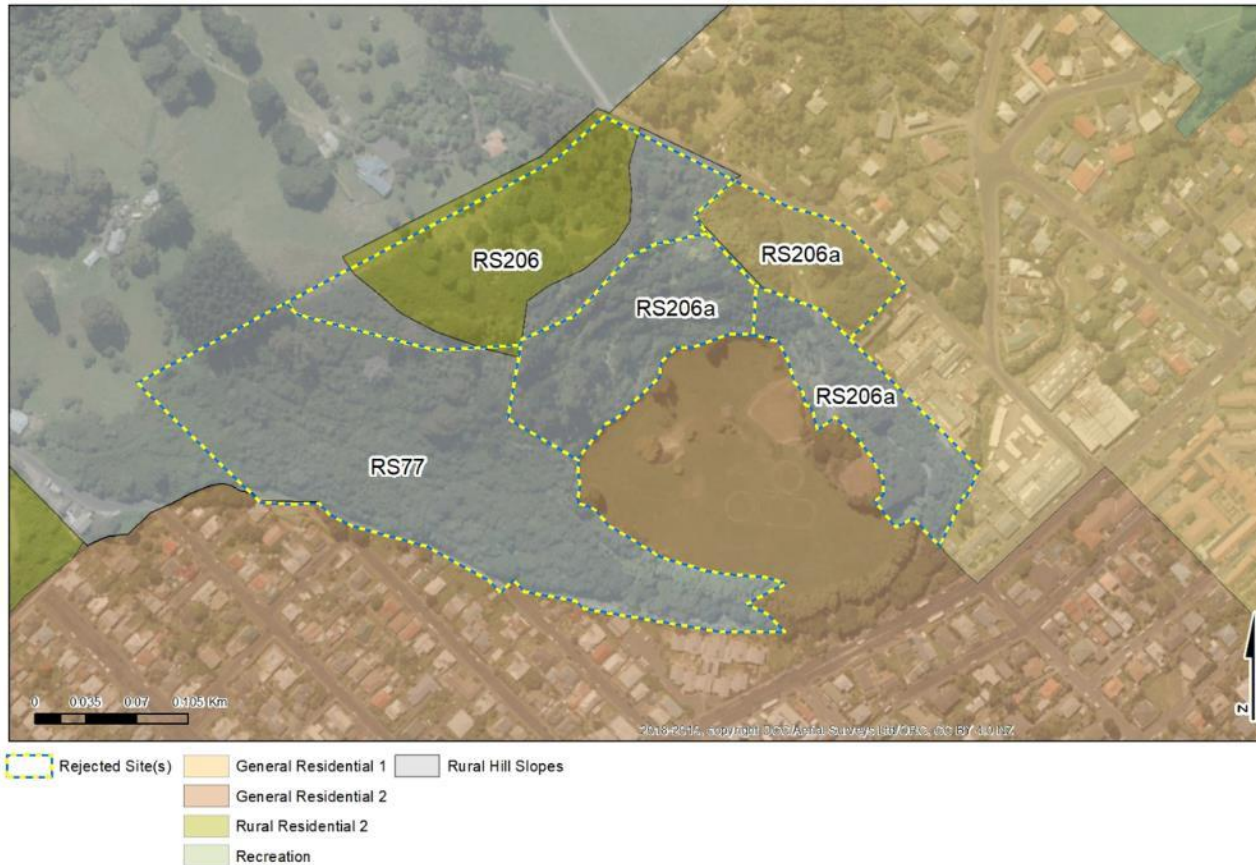 RS206
RS206a
RS206a
RS206a
RS77
0 0.035 0.07 0.105 Km
N
Rejected Site(s)
General Residential 1
Rural Hill Slopes
General Residential 2
Rural Residential 2
Recreation